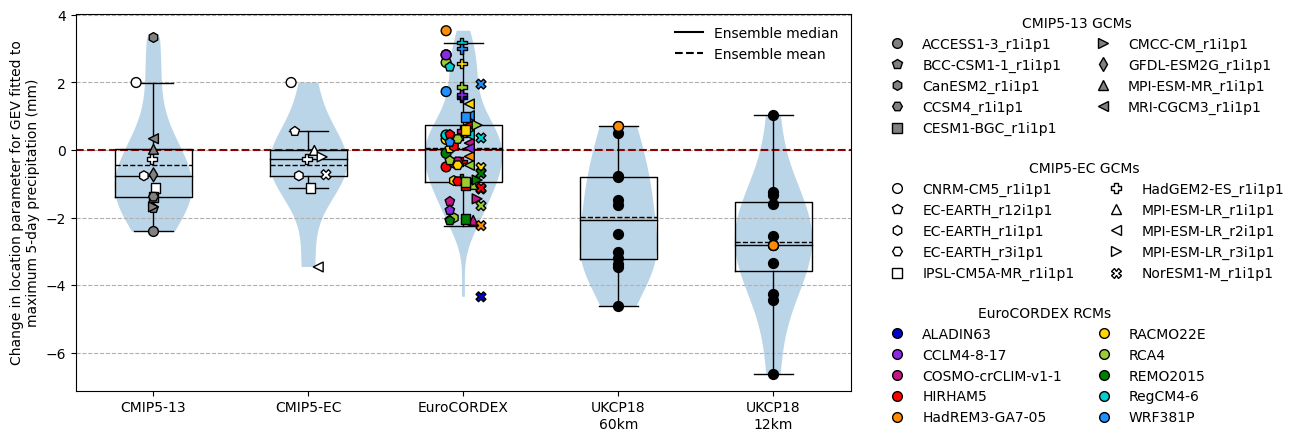 Change in location parameter for GEV fitted to
maximum 5-day precipitation (mm)
4
2
0
−2
−4
−6
Ensemble median
Ensemble mean
CMIP5-13
CMIP5-EC
EuroCORDEX
UKCP18
60km
UKCP18
12km
CMIP5-13 GCMs
ACCESS1-3_r1i1p1
BCC-CSM1-1_r1i1p1
CanESM2_r1i1p1
CCSM4_r1i1p1
CESM1-BGC_r1i1p1
CMCC-CM_r1i1p1
GFDL-ESM2G_r1i1p1
MPI-ESM-MR_r1i1p1
MRI-CGCM3_r1i1p1
CMIP5-EC GCMs
CNRM-CM5_r1i1p1
EC-EARTH_r12i1p1
EC-EARTH_r1i1p1
EC-EARTH_r3i1p1
IPSL-CM5A-MR_r1i1p1
HadGEM2-ES_r1i1p1
MPI-ESM-LR_r1i1p1
MPI-ESM-LR_r2i1p1
MPI-ESM-LR_r3i1p1
NorESM1-M_r1i1p1
EuroCORDEX RCMs
ALADIN63
CCLM4-8-17
COSMO-crCLIM-v1-1
HIRHAM5
HadREM3-GA7-05
RACMO22E
RCA4
REMO2015
RegCM4-6
WRF381P